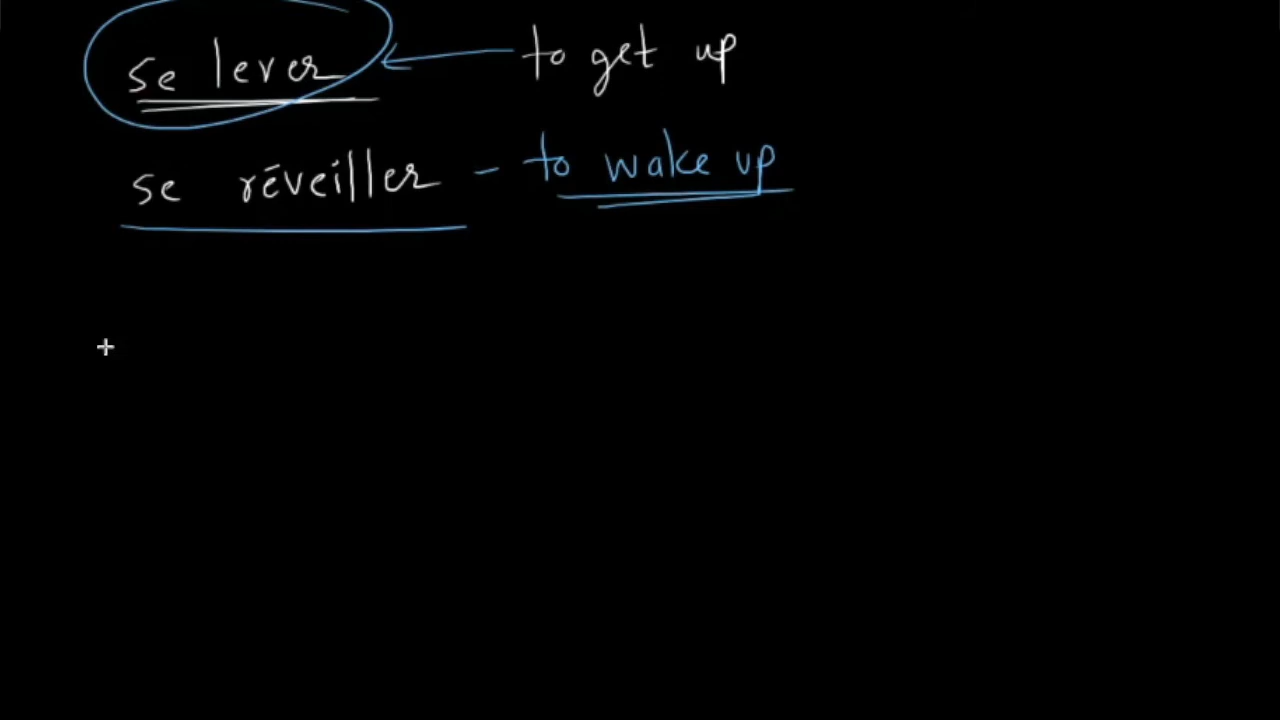 se lever to get up
se réveiller - to wake up